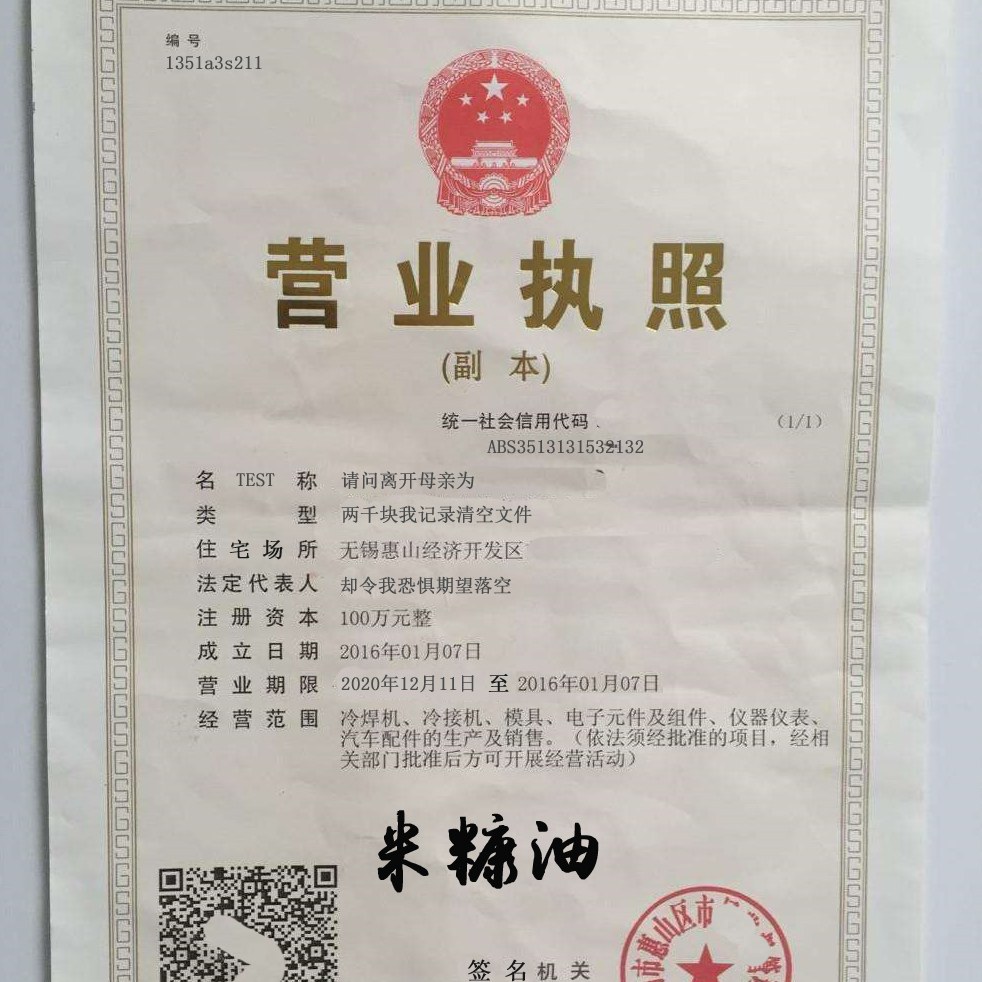 编号
1351a3s211
营业执照
(副 本)
统一社会信用代码
(1/1)
ABS3513131532132
名 TEST 称 请问离开母亲为
类 型 两千块我记录清空文件
住宅场所 无锡惠山经济开发区
法定代表人 却令我恐惧期望落空
注册资本 100万元整
成立日期 2016年01月07日
营业期限 2020年12月11日 至 2016年01月07日
经营范围 冷焊机、冷接机、模具、电子元件及组件、仪器仪表、
汽车配件的生产及销售。（依法须经批准的项目，经相
关部门批准后方可开展经营活动）
米糠油
签名机关
市惠山区市